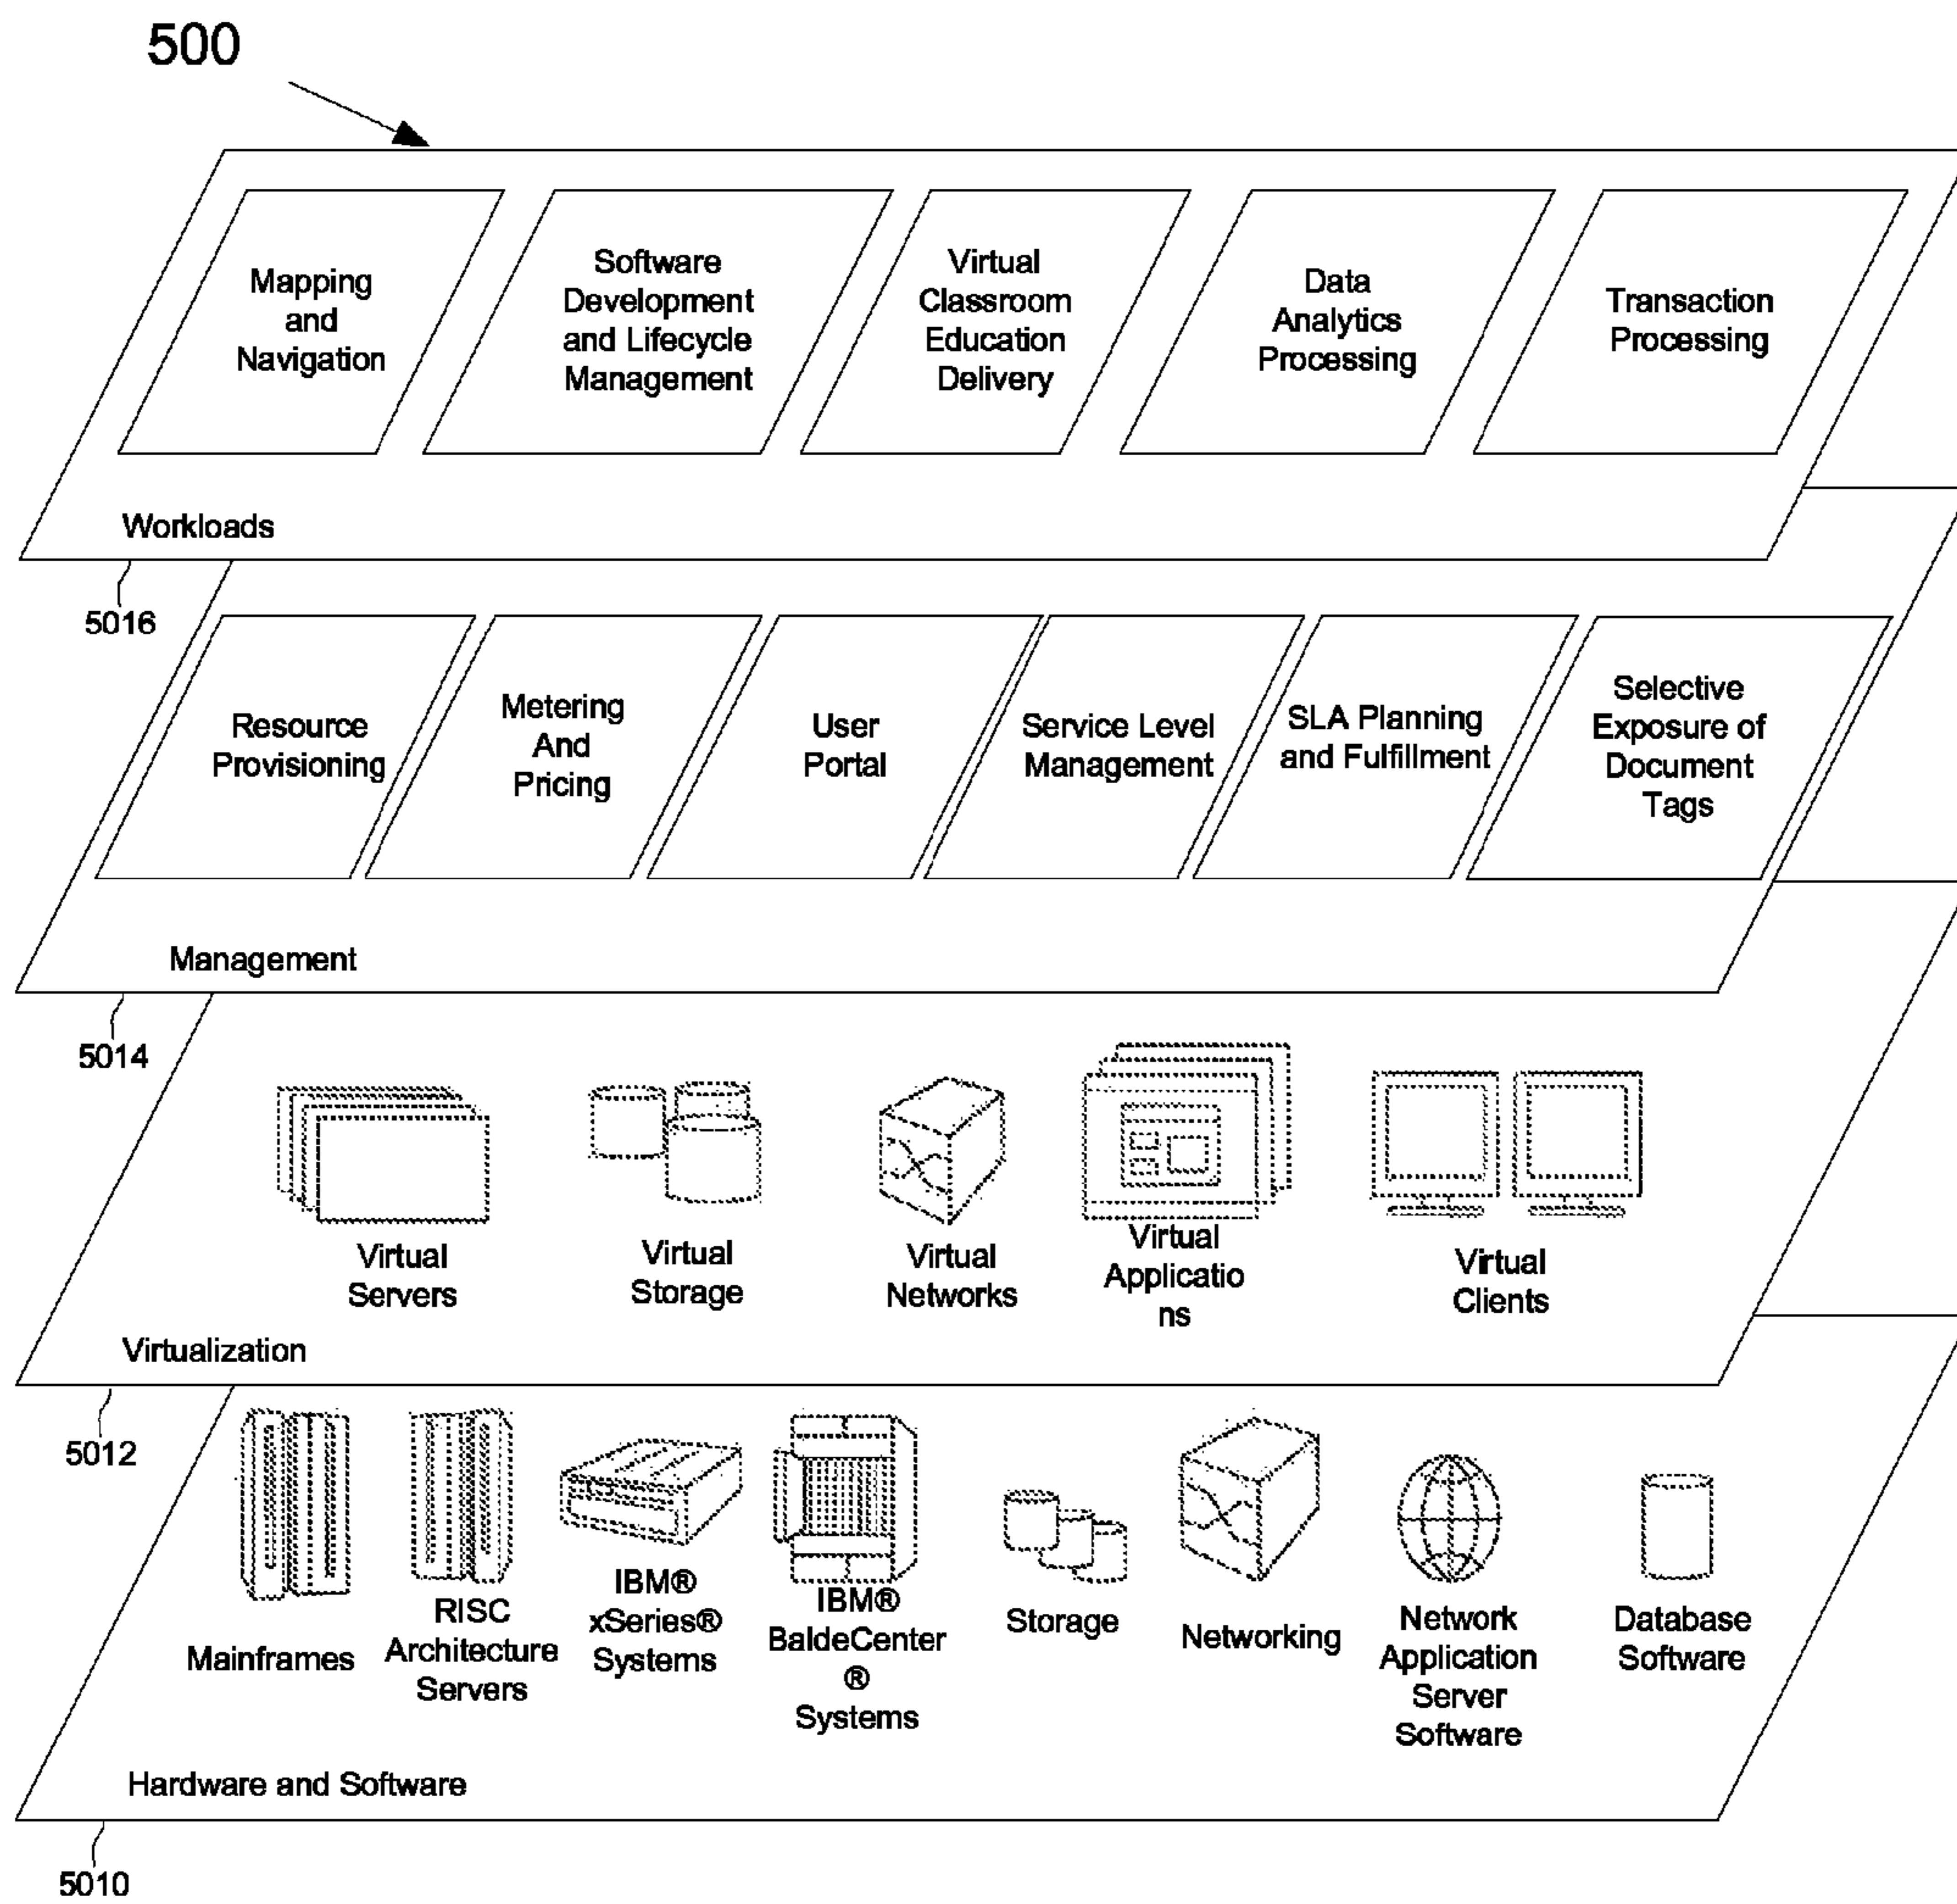 500
Mapping
and
Navigation
Software
Development
and Lifecycle
Management
Virtual
Classroom
Education
Delivery
Data
Analytics
Processing
Transaction
Processing
Workloads
5016
Resource
Provisioning
Metering
And
Pricing
User
Portal
Service Level
Management
SLA Planning
and Fulfillment
Selective
Exposure of
Document
Tags
Management
5014
Virtual
Servers
Virtual
Storage
Virtual
Networks
Virtual
Applicatio
ns
Virtual
Clients
Virtualization
5012
Mainframes
RISC
Architecture
Servers
IBM®
xSeries®
Systems
IBM®
BaldeCenter
®
Systems
Storage
Networking
Network
Application
Server
Software
Database
Software
Hardware and Software
5010